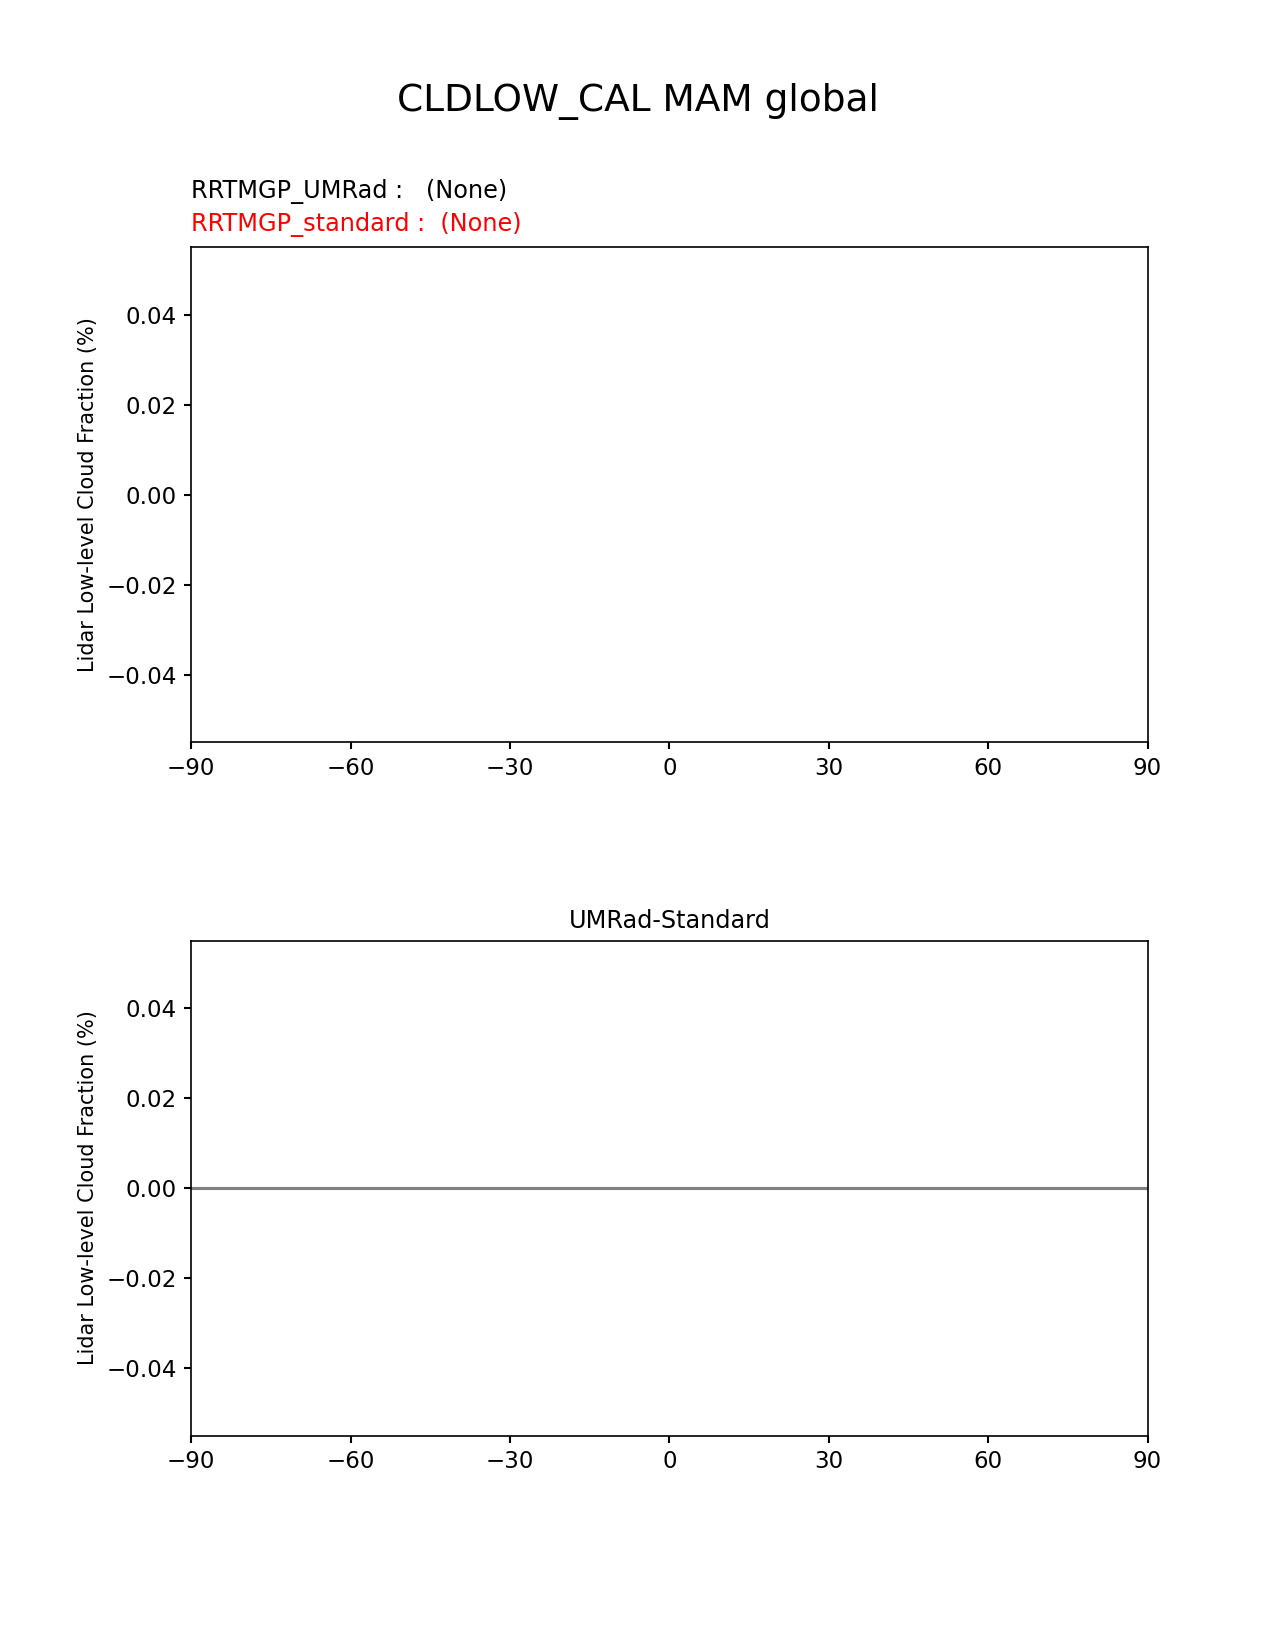 CLDLOW_CAL MAM global
RRTMGP_UMRad :   (None)
RRTMGP_standard :  (None)
Lidar Low-level Cloud Fraction (%)
0.04
0.02
0.00
−0.02
−0.04
−90 −60 −30 0 30 60 90
UMRad-Standard
Lidar Low-level Cloud Fraction (%)
0.04
0.02
0.00
−0.02
−0.04
−90 −60 −30 0 30 60 90